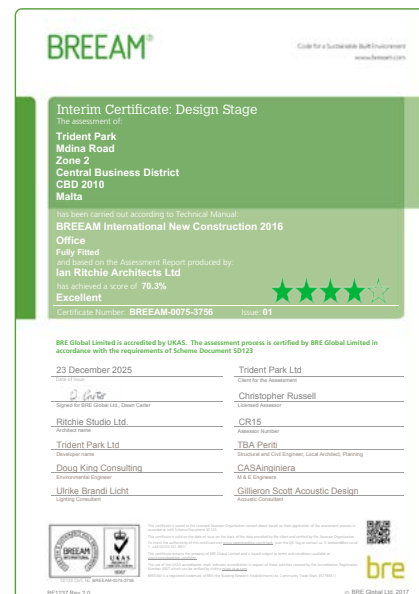 BREEAM®
Code for a Sustainable Built Environment
www.breeam.com
Interim Certificate: Design Stage
The assessment of:
Trident Park
Mdina Road
Zone 2
Central Business District
CBD 2010
Malta
has been carried out according to Technical Manual:
BREEAM International New Construction 2016
Office
Fully Fitted
and based on the Assessment Report produced by:
Ian Ritchie Architects Ltd
has achieved a score of 70.3%
Excellent
Certificate Number: BREEAM-0075-3756 Issue: 01
BRE Global Limited is accredited by UKAS. The assessment process is certified by BRE Global Limited in
accordance with the requirements of Scheme Document SD123
23 December 2025 Trident Park Ltd
Date of Issue Client for the Assessment
Christopher Russell
Signed for BRE Global Ltd., Dawn Carter Licensed Assessor
Ritchie Studio Ltd. CR15
Architect name Assessor Number
Trident Park Ltd TBA Periti
Developer name Structural and Civil Engineer; Local Architect, Planning
Doug King Consulting CASAinginiera
Environmental Engineer M & E Engineers
Ulrike Brandi Licht Gillieron Scott Acoustic Design
Lighting Consultant Acoustic Consultant
BREEAM
INTERNATIONAL
UKAS
bre
BF1237 Rev 2.0 © BRE Global Ltd, 2017